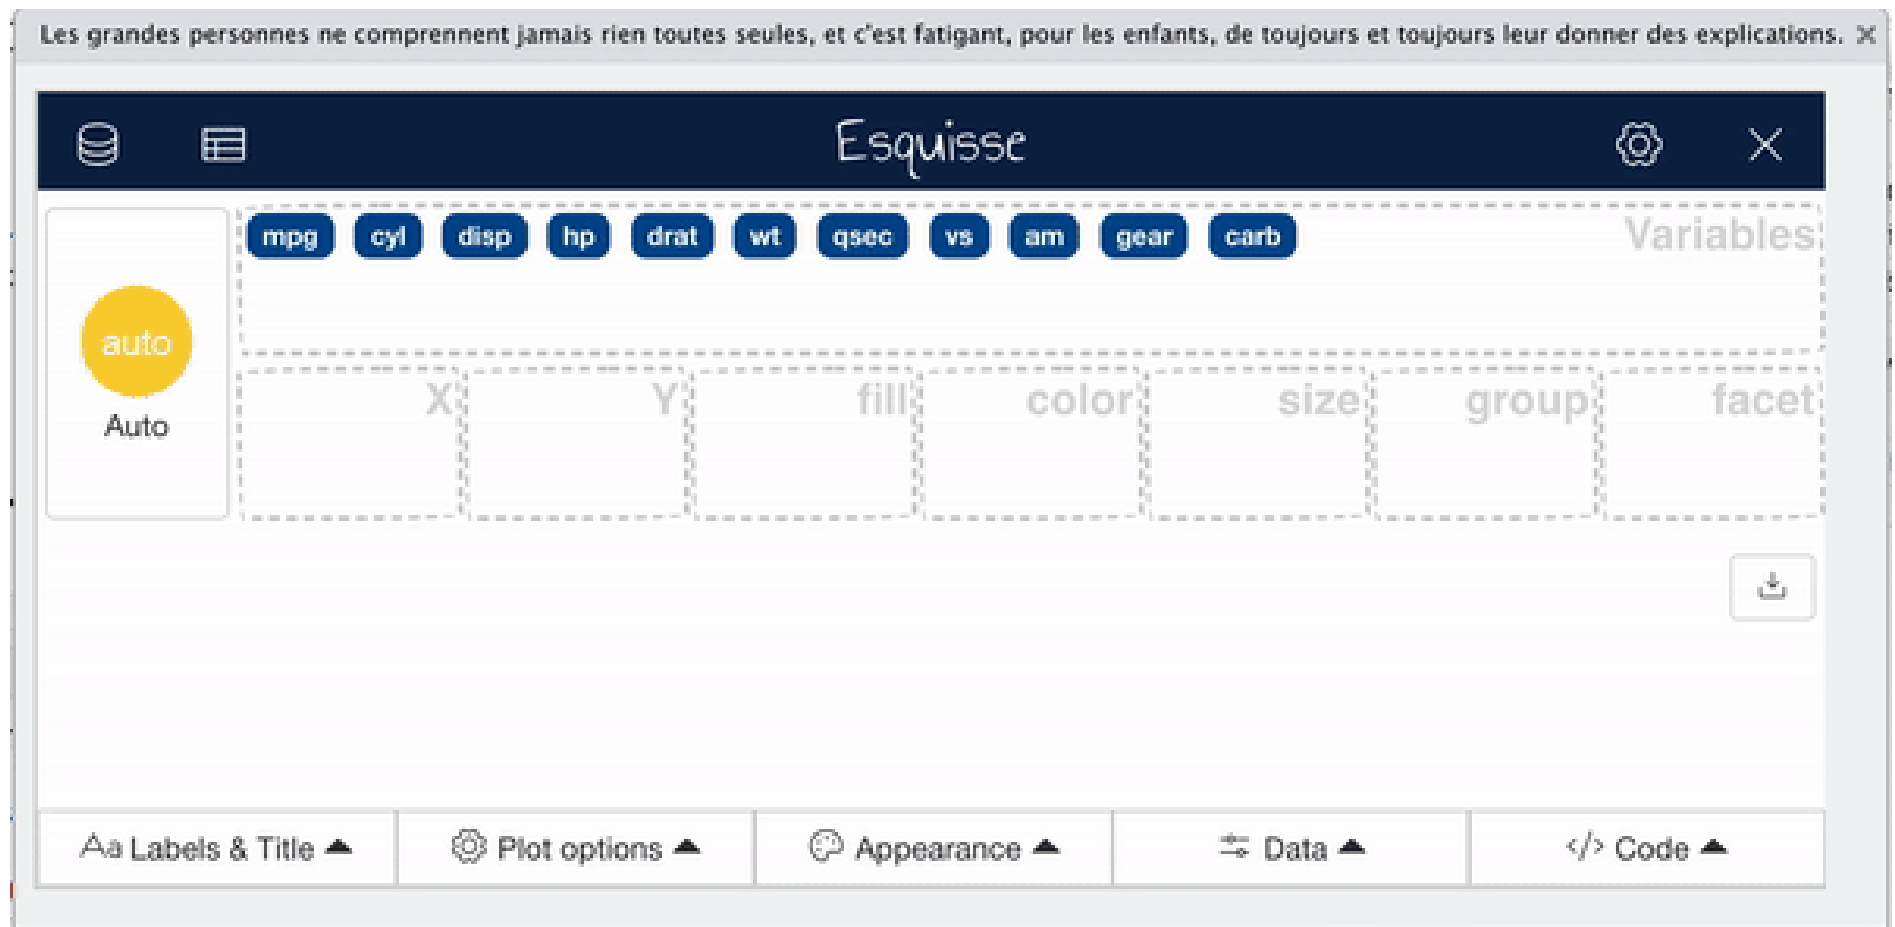 Les grandes personnes ne comprennent jamais rien toutes seules, et c'est fatigant, pour les enfants, de toujours et toujours leur donner des explications.
Esquisse
mpg cyl disp hp drat wt qsec vs am gear carb Variables
auto
Auto
X Y fill color size group facet
Aa Labels & Title Plot options Appearance Data </> Code